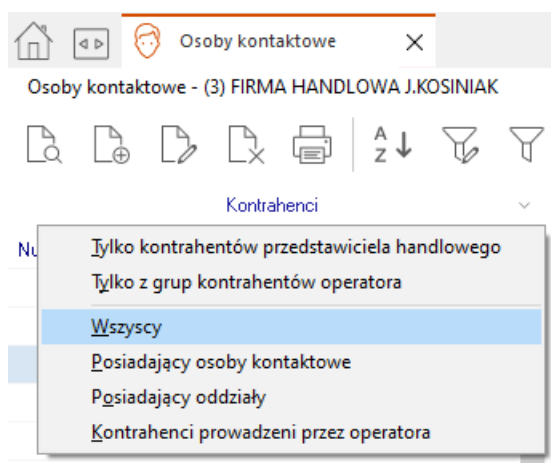 Osoby kontaktowe
Osoby kontaktowe - (3) FIRMA HANDLOWA J.KOSINIAK
A
Z
Kontrahenci
Tylko kontrahentów przedstawiciela handlowego
Tylko z grup kontrahentów operatora
Wszyscy
Posiadający osoby kontaktowe
Posiadający oddziały
Kontrahenci prowadzeni przez operatora